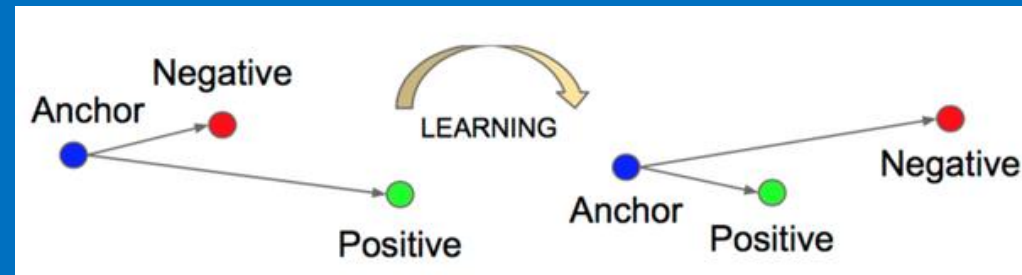 Negative
Anchor
Positive
LEARNING
Negative
Anchor
Positive